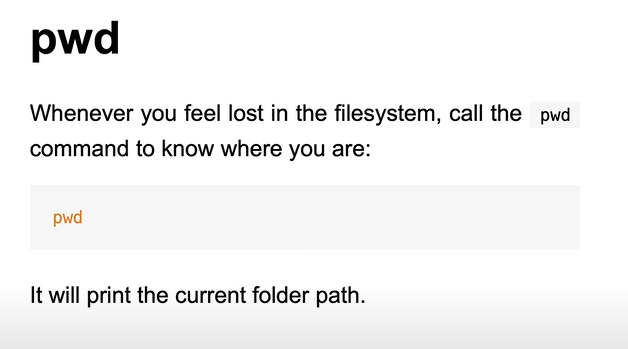 pwd
Whenever you feel lost in the filesystem, call the pwd
command to know where you are:
pwd
It will print the current folder path.